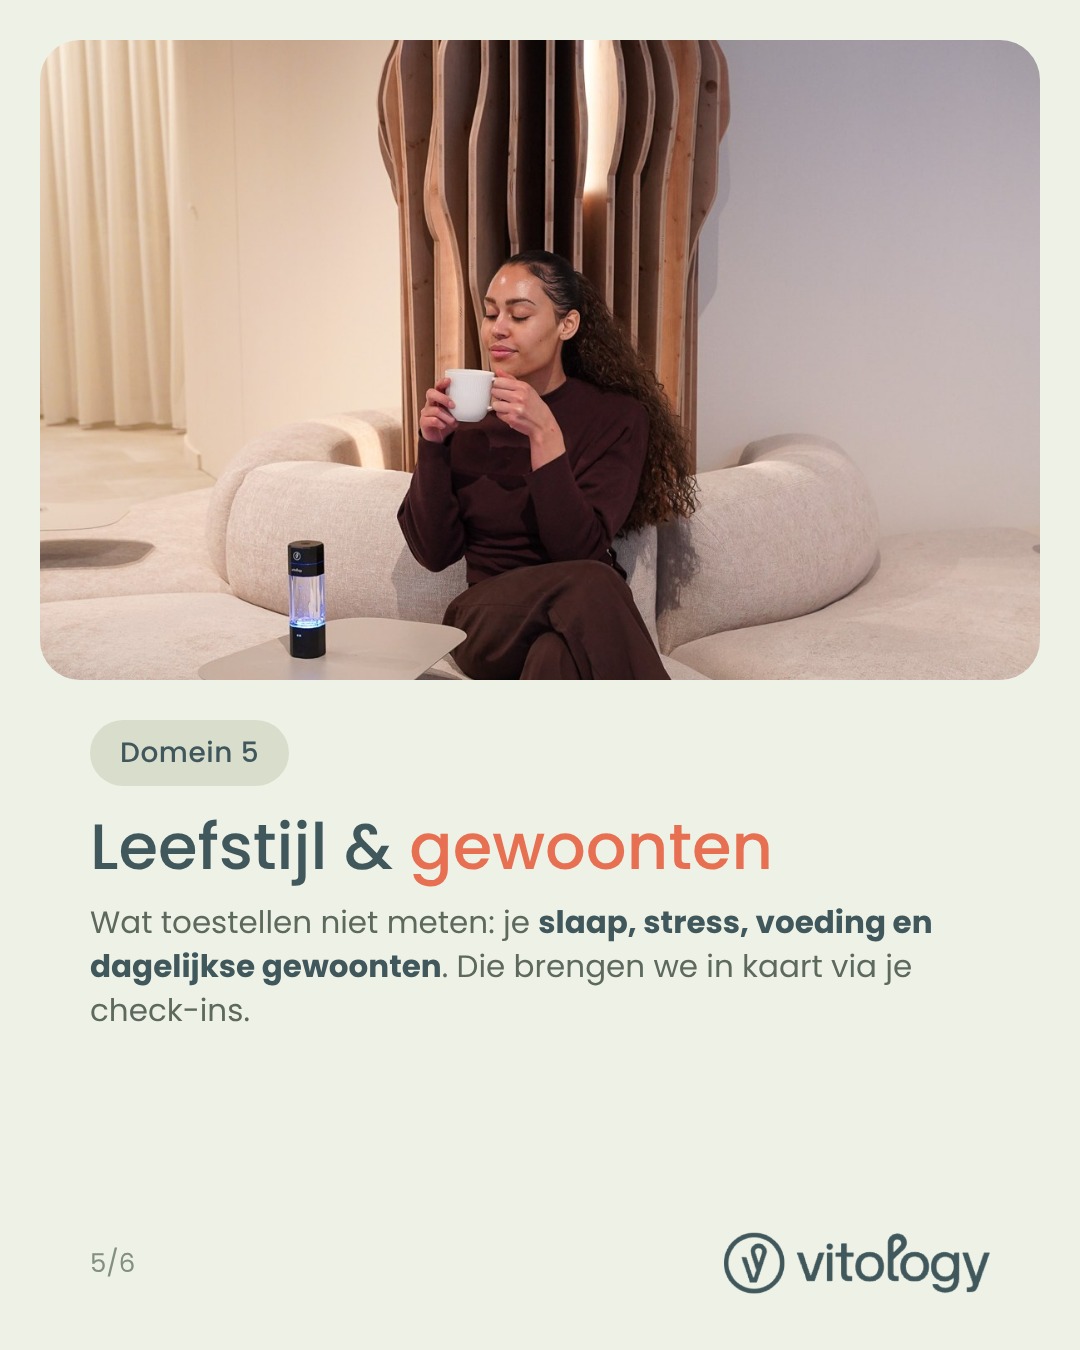 Domein 5
Leefstijl & gewoonten
Wat toestellen niet meten: je slaap, stress, voeding en
dagelijkse gewoonten. Die brengen we in kaart via je
check-ins.
5/6
vitology